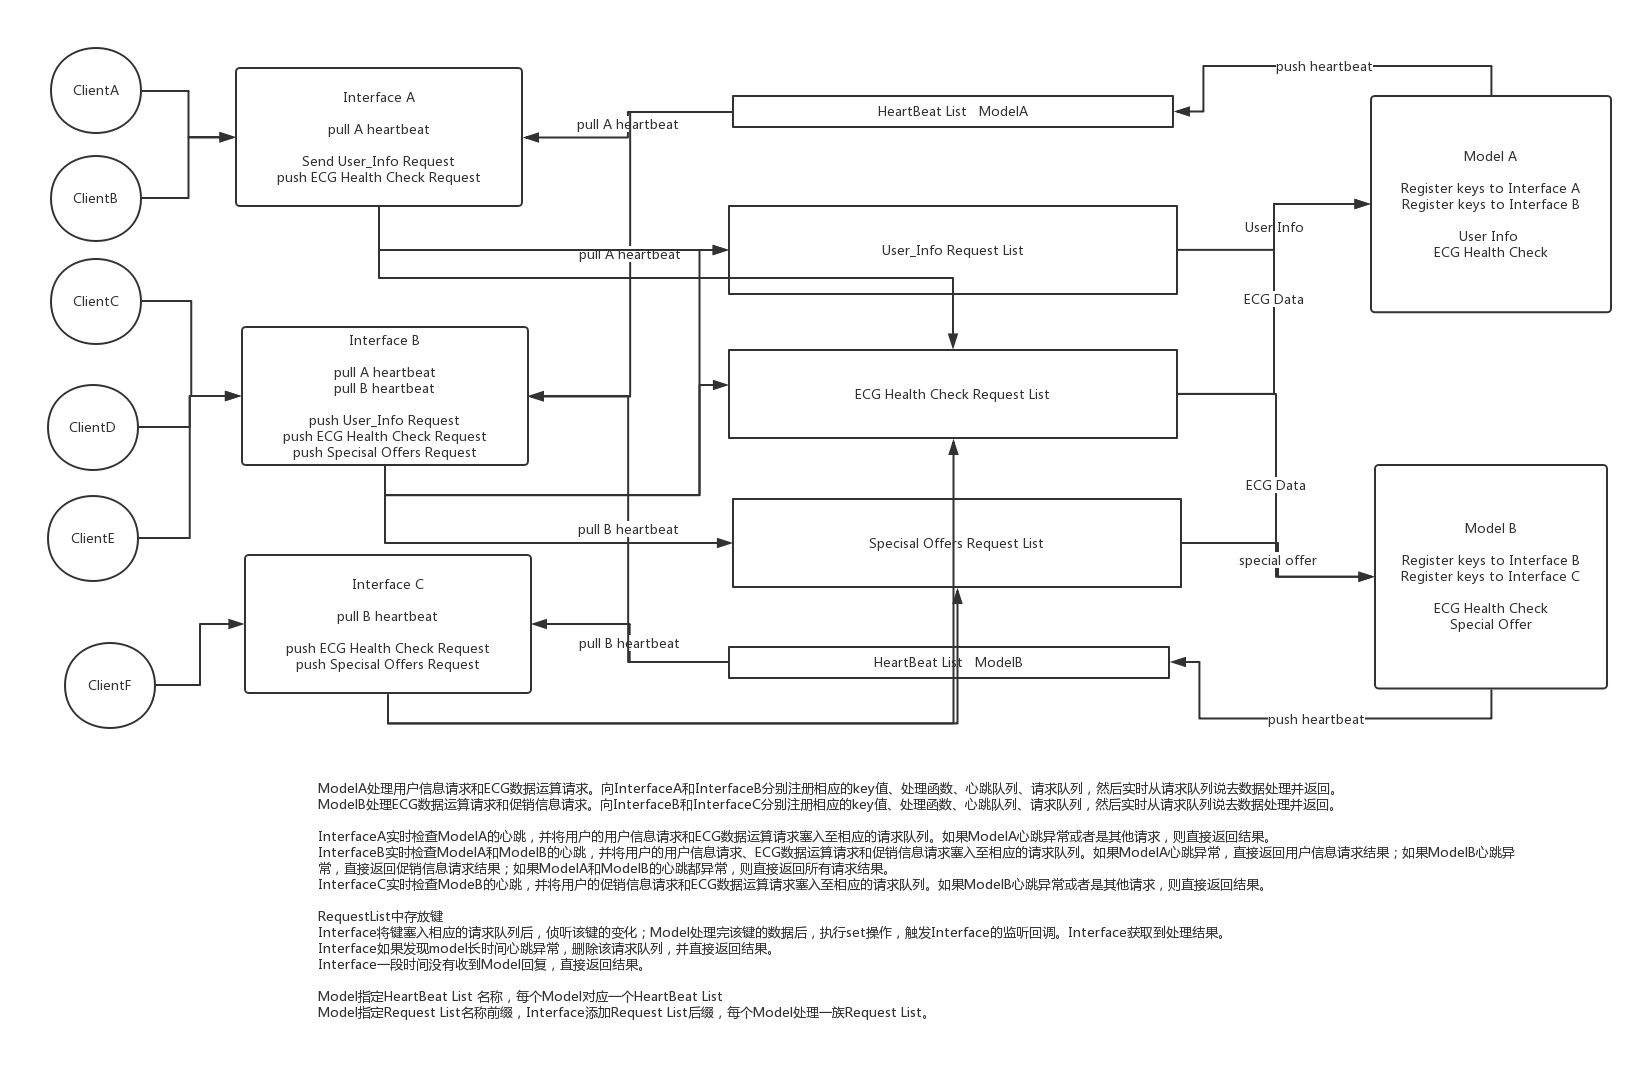 ClientA
ClientB
ClientC
ClientD
ClientE
ClientF
Interface A
pull A heartbeat
Send User_Info Request
push ECG Health Check Request
Interface B
pull A heartbeat
pull B heartbeat
push User_Info Request
push ECG Health Check Request
push Specisal Offers Request
Interface C
pull B heartbeat
push ECG Health Check Request
push Specisal Offers Request
pull A heartbeat
pull A heartbeat
pull B heartbeat
pull B heartbeat
HeartBeat List ModelA
User_Info Request List
ECG Health Check Request List
Specisal Offers Request List
HeartBeat List ModelB
push heartbeat
User Info
ECG Data
ECG Data
special offer
push heartbeat
Model A
Register keys to Interface A
Register keys to Interface B
User Info
ECG Health Check
Model B
Register keys to Interface B
Register keys to Interface C
ECG Health Check
Special Offer
ModelA处理用户信息请求和ECG数据运算请求。向InterfaceA和InterfaceB分别注册相应的key值、处理函数、心跳队列、请求队列，然后实时从请求队列说去数据处理并返回。
ModelB处理ECG数据运算请求和促销信息请求。向InterfaceB和InterfaceC分别注册相应的key值、处理函数、心跳队列、请求队列，然后实时从请求队列说去数据处理并返回。
InterfaceA实时检查ModelA的心跳，并将用户的用户信息请求和ECG数据运算请求塞入至相应的请求队列。如果ModelA心跳异常或者是其他请求，则直接返回结果。
InterfaceB实时检查ModelA和ModelB的心跳，并将用户的用户信息请求、ECG数据运算请求和促销信息请求塞入至相应的请求队列。如果ModelA心跳异常，直接返回用户信息请求结果；如果ModelB心跳异
常，直接返回促销信息请求结果；如果ModelA和ModelB的心跳都异常，则直接返回所有请求结果。
InterfaceC实时检查ModeB的心跳，并将用户的促销信息请求和ECG数据运算请求塞入至相应的请求队列。如果ModelB心跳异常或者是其他请求，则直接返回结果。
RequestList中存放键
Interface将键塞入相应的请求队列后，侦听该键的变化；Model处理完该键的数据后，执行set操作，触发Interface的监听回调。Interface获取到处理结果。
Interface如果发现model长时间心跳异常，删除该请求队列，并直接返回结果。
Interface一段时间没有收到Model回复，直接返回结果。
Model指定HeartBeat List 名称，每个Model对应一个HeartBeat List
Model指定Request List名称前缀，Interface添加Request List后缀，每个Model处理一族Request List。